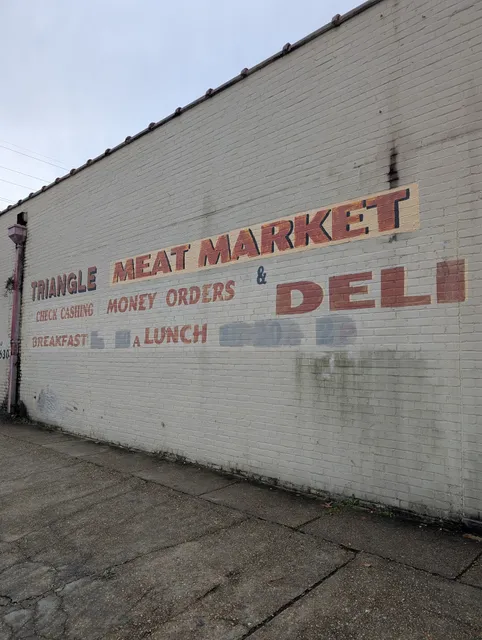 TRIANGLE MEAT MARKET
CHECK CASHING MONEY ORDERS & DELI
BREAKFAST A LUNCH